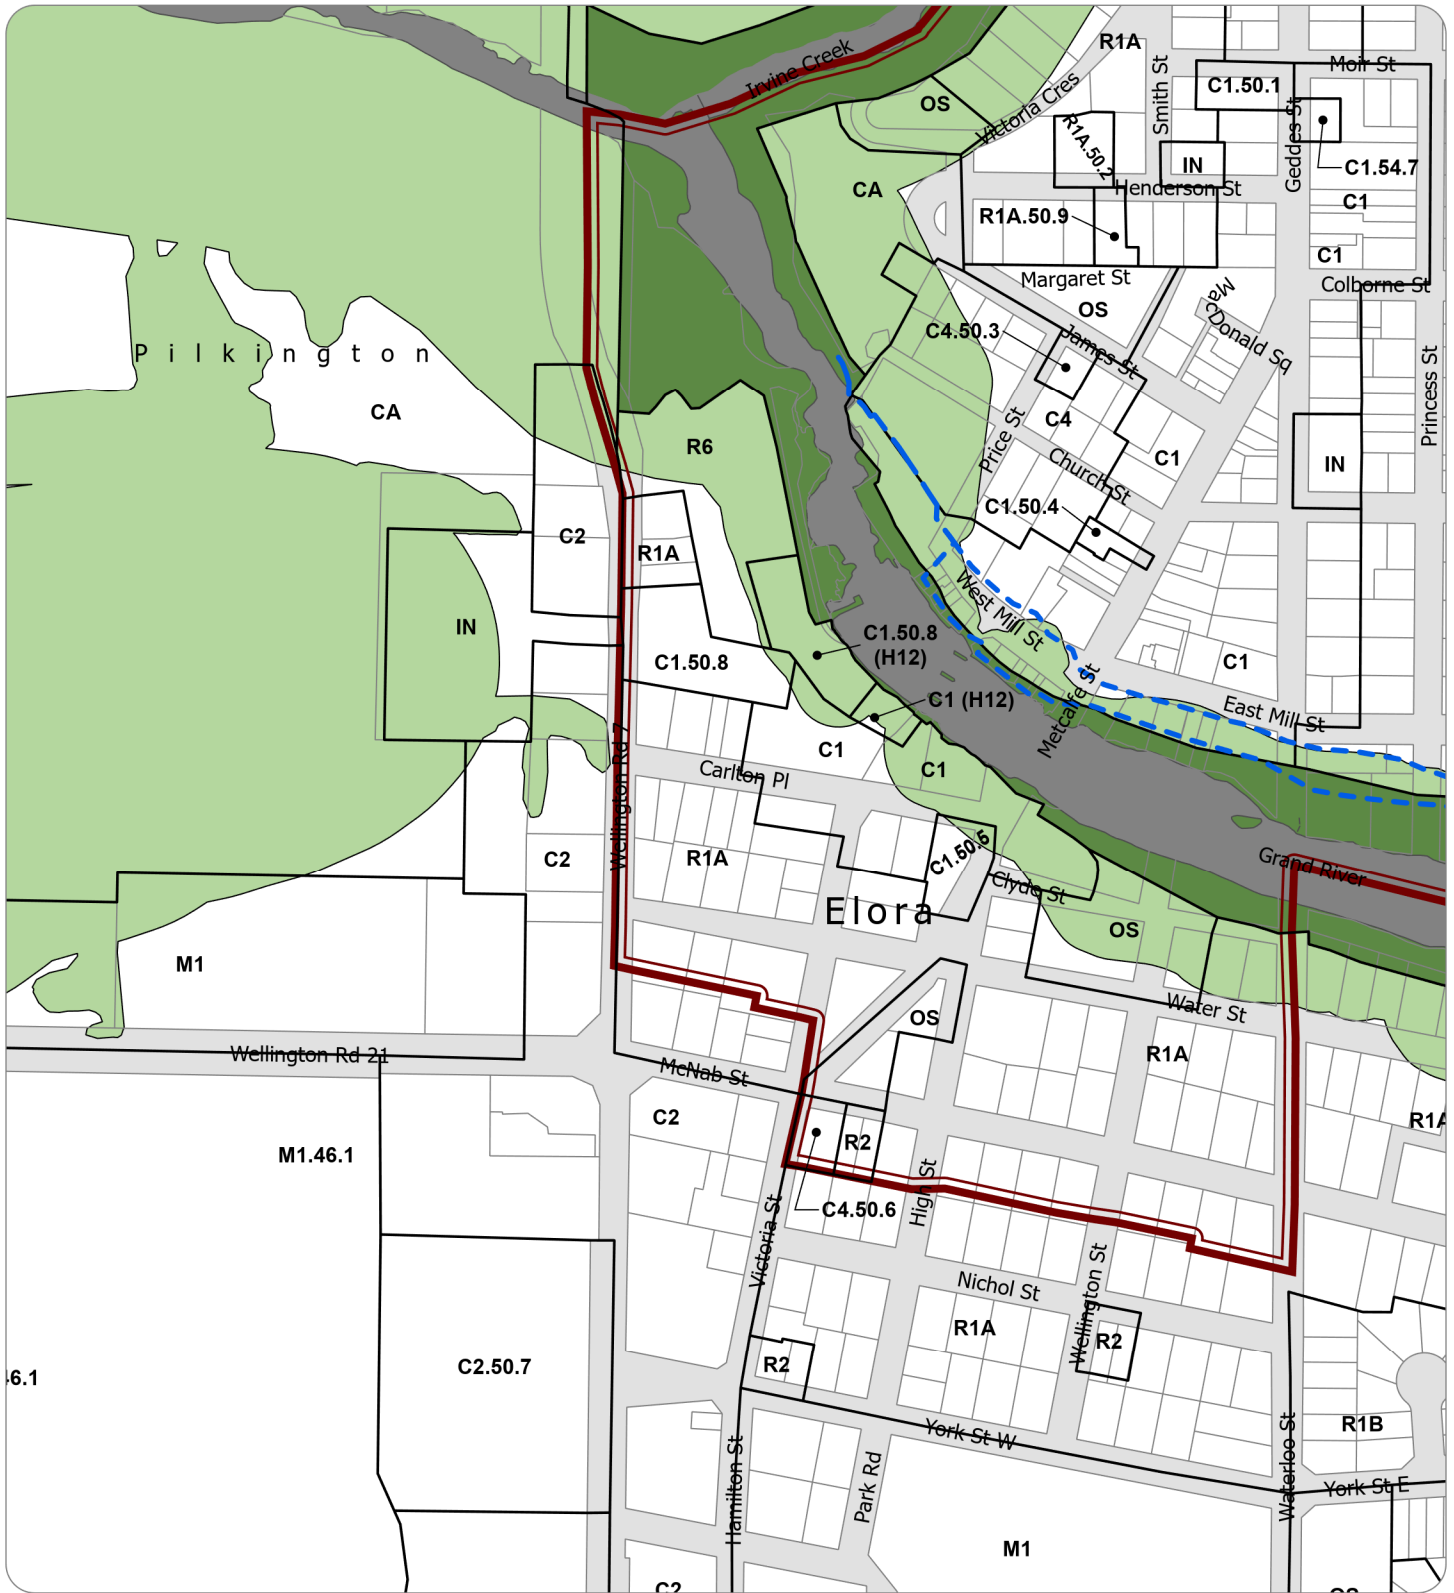 Irvine Creek
R1A
Smith St
Moir St
C1.50.1
OS
Victoria Cres
R1A.50.2
Geddes St
C1.54.7
IN
CA
Henderson St
C1
R1A.50.9
C1
Margaret St
Colborne St
OS
MacDonald Sq
C4.50.3
James St
Pilkington
Princess St
CA
C4
Price St
R6
C1
IN
Church St
C1.50.4
C2
R1A
West Mill St
IN
C1.50.8
(H12)
C1.50.8
C1
C1 (H12)
Metcalfe St
East Mill St
C1
C1
Carlton Pl
Wellington Rd 7
C2
R1A
C1.50.5
Grand River
Clyde St
Elora
OS
M1
Water St
OS
Wellington Rd 21
R1A
McNab St
C2
R1A
R2
M1.46.1
High St
C4.50.6
Victoria St
Nichol St
Wellington St
R1A
R2
R2
C2.50.7
46.1
R1B
York St W
Waterloo St
Hamilton St
Park Rd
York St E
M1
C2
OS